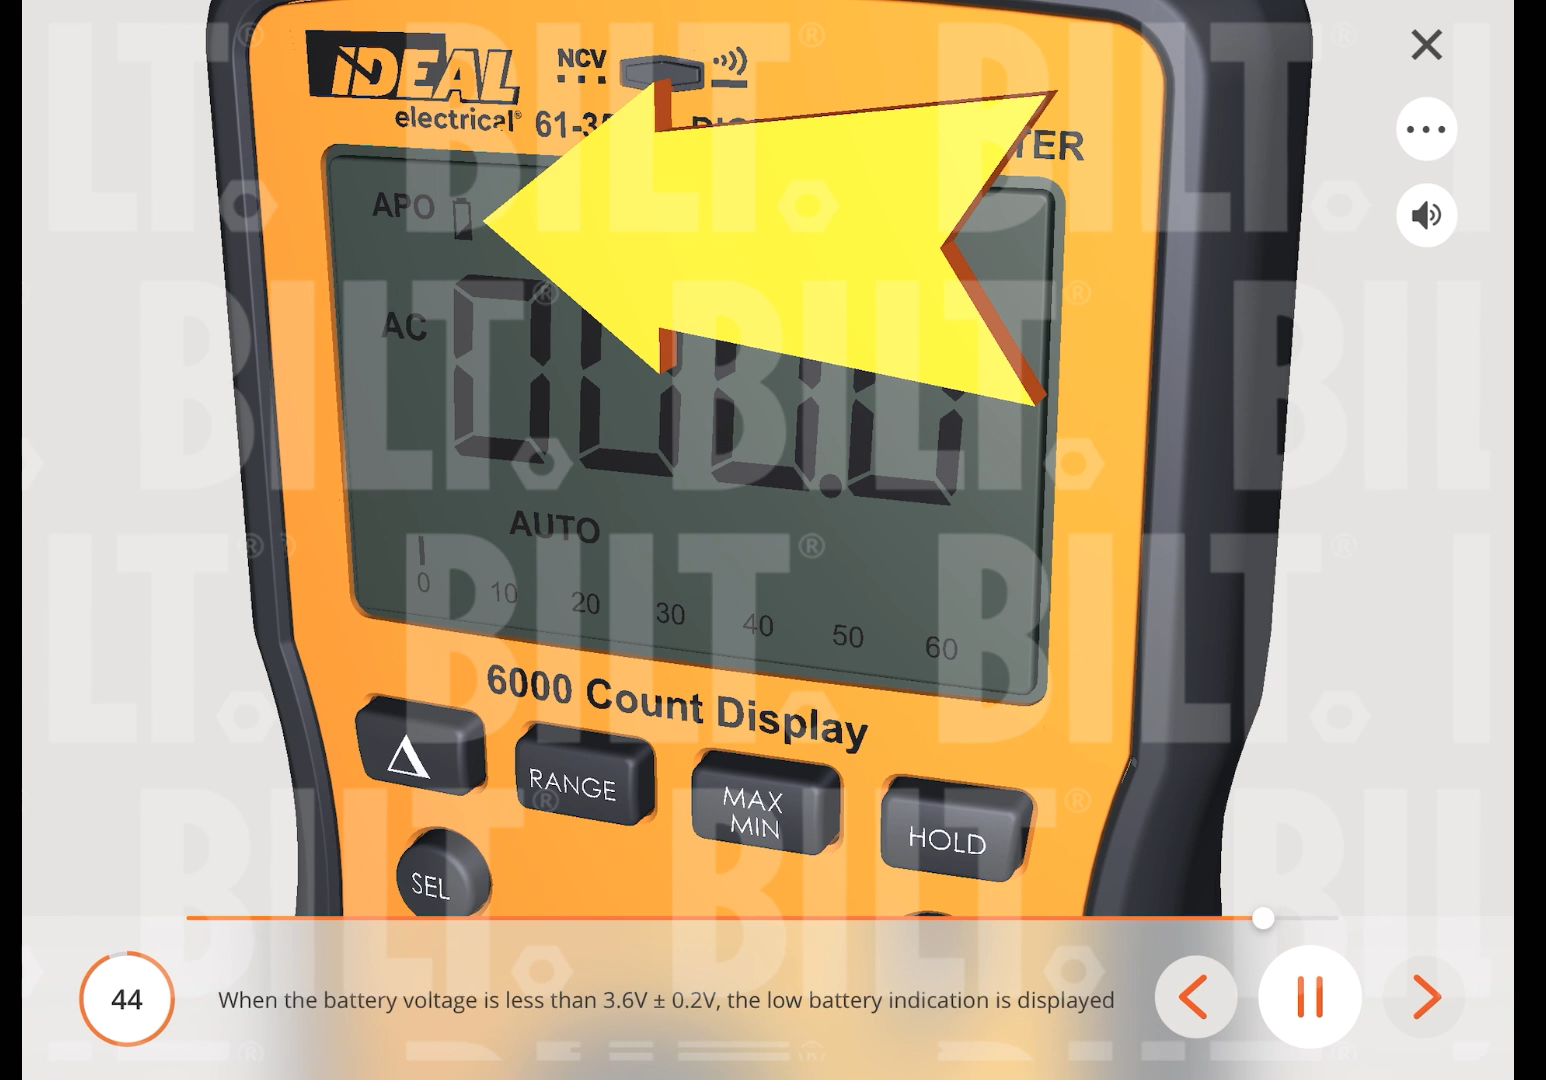 IDEAL
electrical®
NCV
61-3
TER
APO
AC
AUTO
0 10 20 30 40 50 60
6000 Count Display
Δ
RANGE
MAX
MIN
HOLD
SEL
44
When the battery voltage is less than 3.6V ± 0.2V, the low battery indication is displayed
BILT®